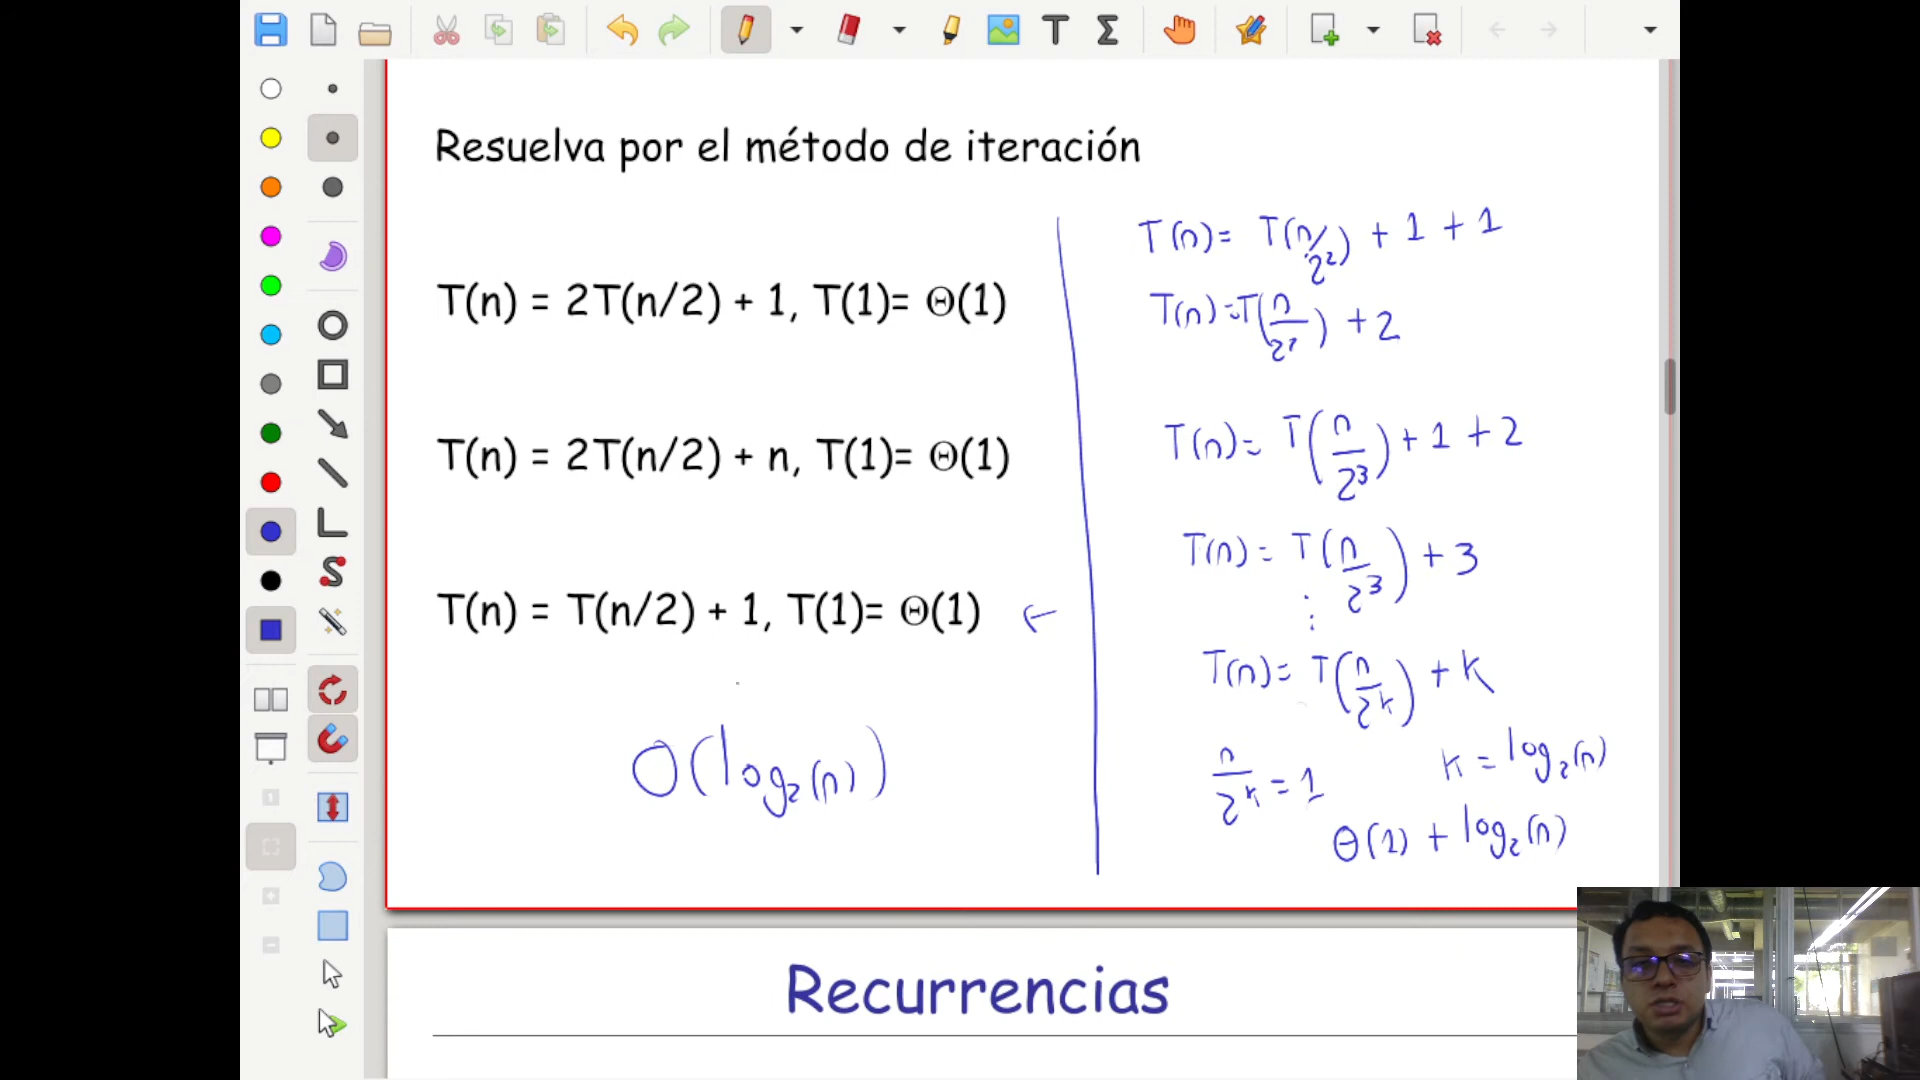 Resuelva por el método de iteración
T(n) = 2T(n/2) + 1, T(1)= Θ(1)
T(n) = 2T(n/2) + n, T(1)= Θ(1)
T(n) = T(n/2) + 1, T(1)= Θ(1) ←
O(log₂(n))
T(n)= T(n/2²) + 1 + 1
T(n)=T(n/2²) +2
T(n)= T(n/2³) + 1 +2
T(n)= T(n/2³) + 3
⋮
T(n)= T(n/2ᵏ) + k
n/2ᵏ = 1 k = log₂(n)
Θ(1) + log₂(n)
Recurrencias